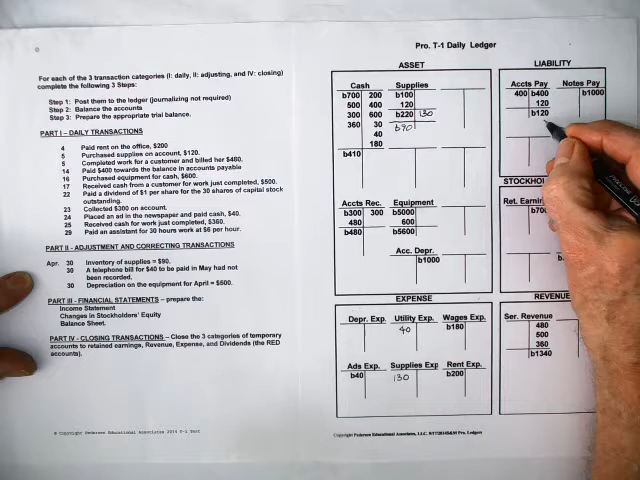 For each of the 3 transaction categories (I: daily, II: adjusting, and IV: closing)
complete the following 3 Steps:
Step 1: Post them to the ledger (journalizing not required)
Step 2: Balance the accounts
Step 3: Prepare the appropriate trial balance.
PART I – DAILY TRANSACTIONS
4 Paid rent on the office, $200
5 Purchased supplies on account, $120.
5 Completed work for a customer and billed her $480.
14 Paid $400 towards the balance in accounts payable
16 Purchased equipment for cash, $600.
17 Received cash from a customer for work just completed, $500.
22 Paid a dividend of $1 per share for the 30 shares of capital stock
outstanding.
23 Collected $300 on account.
24 Placed an ad in the newspaper and paid cash, $40.
25 Received cash for work just completed, $360.
29 Paid an assistant for 30 hours work at $6 per hour.
PART II - ADJUSTMENT AND CORRECTING TRANSACTIONS
Apr. 30 Inventory of supplies = $90.
30 A telephone bill for $40 to be paid in May had not
been recorded.
30 Depreciation on the equipment for April = $500.
PART III - FINANCIAL STATEMENTS – prepare the:
Income Statement
Changes in Stockholders' Equity
Balance Sheet.
PART IV - CLOSING TRANSACTIONS – Close the 3 categories of temporary
accounts to retained earnings, Revenue, Expense, and Dividends (the RED
accounts).
Pro. T-1 Daily Ledger
ASSET
Cash Supplies
b700 200 b100
500 400 120
300 600 b220 130
360 30 b90
40
180
b410
Accts Rec. Equipment
b300 300 b5000
480 600
b480 b5600
Acc. Depr.
b1000
LIABILITY
Accts Pay Notes Pay
400 b400 b1000
120
b120
STOCKHO
Ret. Earnin
b700
b
EXPENSE
Depr. Exp. Utility Exp. Wages Exp.
40 b180
Ads Exp. Supplies Exp Rent Exp.
b40 130 b200
REVENUE
Ser. Revenue
480
500
360
b1340